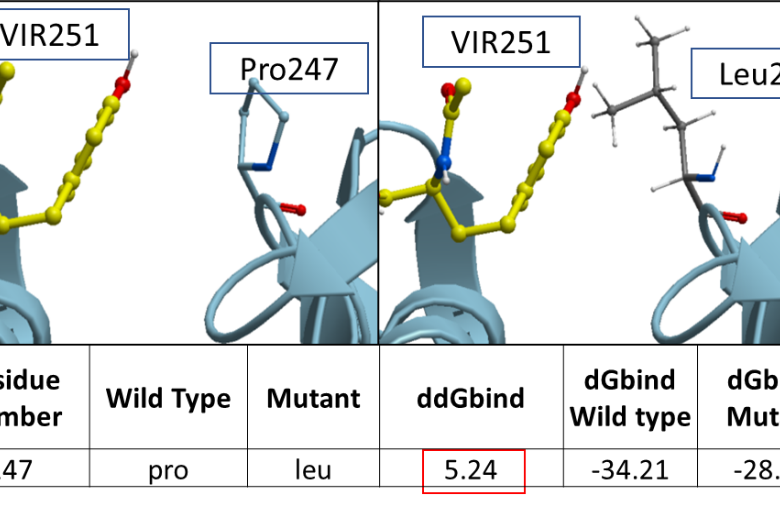 VIR251
Pro247
VIR251
Leu2
sidue
mber
Wild Type
Mutant
ddGbind
dGbind
Wild type
dGb
Mut
47
pro
leu
5.24
-34.21
-28.